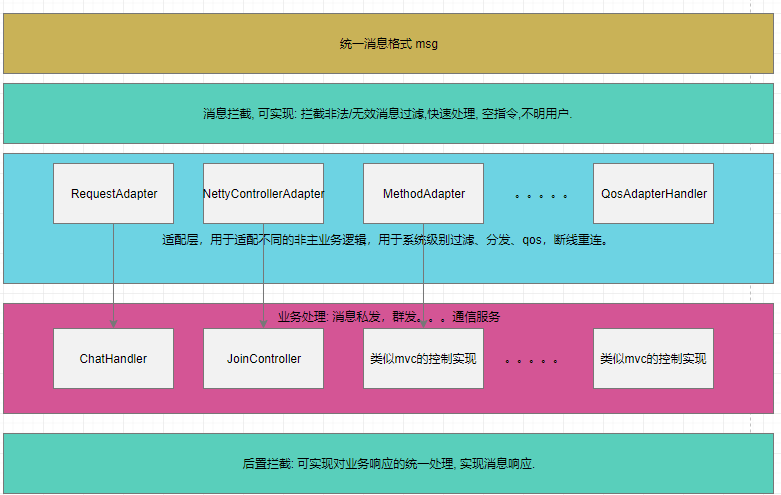 统一消息格式 msg
消息拦截, 可实现: 拦截非法/无效消息过滤,快速处理, 空指令,不明用户.
RequestAdapter
NettyControllerAdapter
MethodAdapter
。。。。。
QosAdapterHandler
适配层，用于适配不同的非主业务逻辑，用于系统级别过滤、分发、qos，断线重连。
业务处理: 消息私发，群发。。。通信服务
ChatHandler
JoinController
类似mvc的控制实现
。。。。。
类似mvc的控制实现
后置拦截: 可实现对业务响应的统一处理, 实现消息响应.